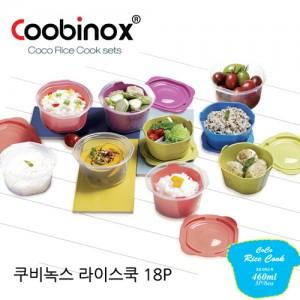 Coobinox®
Coco Rice Cook sets
쿠비녹스 라이스쿡 18P
CoCo
Rice Cook
460ml